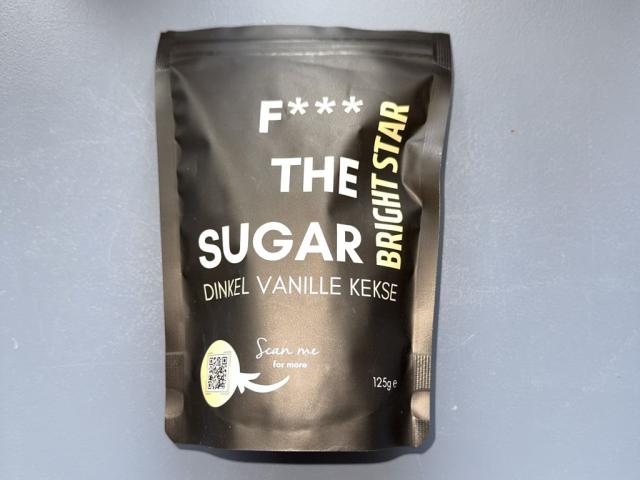 F***
THE
SUGAR
BRIGHT STAR
DINKEL VANILLE KEKSE
Scan me
for more
125g e